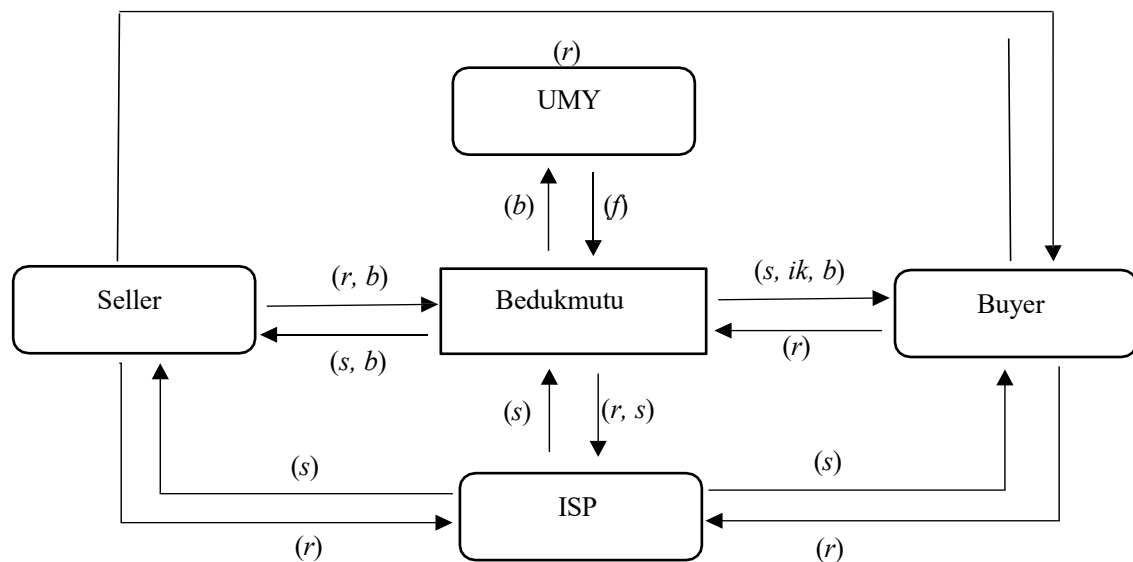 (r)
UMY
(b)
(f)
(r, b)
(s, ik, b)
Seller
Bedukmutu
Buyer
(s, b)
(r)
(s)
(r, s)
(s)
(s)
ISP
(r)
(r)